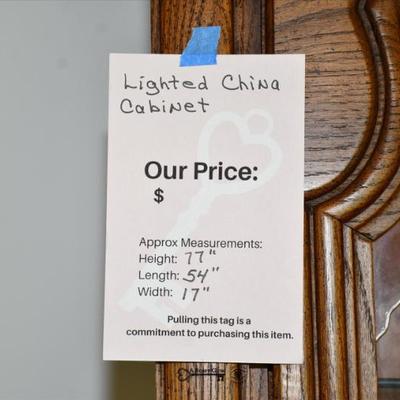 Lighted China
Cabinet
Our Price:
$
Approx Measurements:
Height: 77"
Length: 54"
Width: 17"
Pulling this tag is a
commitment to purchasing this item.